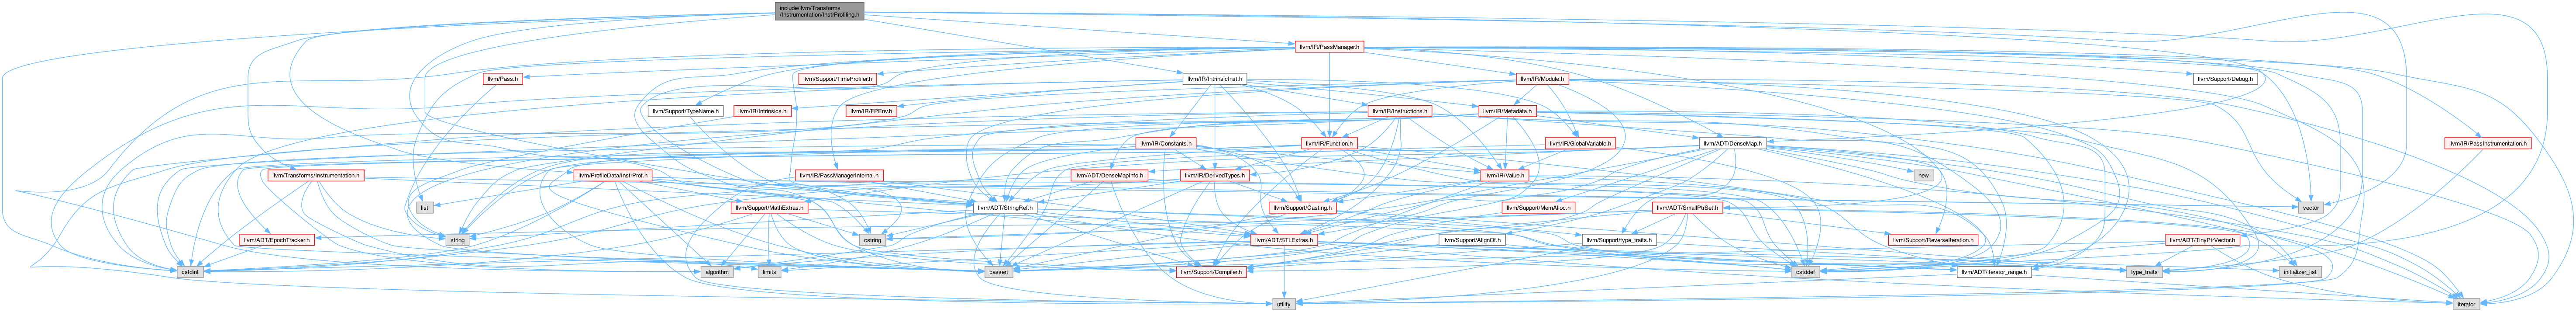 include/llvm/Transforms
/Instrumentation/InstrProfiling.h
llvm/IR/PassManager.h
llvm/Pass.h
llvm/Support/TimeProfiler.h
llvm/IR/IntrinsicInst.h
llvm/IR/Module.h
llvm/Support/Debug.h
llvm/Support/TypeName.h
llvm/IR/Intrinsics.h
llvm/IR/FPEnv.h
llvm/IR/Instructions.h
llvm/IR/Metadata.h
llvm/IR/Constants.h
llvm/IR/Function.h
llvm/IR/GlobalVariable.h
llvm/ADT/DenseMap.h
llvm/IR/PassInstrumentation.h
llvm/Transforms/Instrumentation.h
llvm/ProfileData/InstrProf.h
llvm/IR/PassManagerInternal.h
llvm/ADT/DenseMapInfo.h
llvm/IR/DerivedTypes.h
llvm/IR/Value.h
new
list
llvm/Support/MathExtras.h
llvm/ADT/StringRef.h
llvm/Support/Casting.h
llvm/Support/MemAlloc.h
llvm/ADT/SmallPtrSet.h
vector
llvm/ADT/EpochTracker.h
string
cstring
llvm/ADT/STLExtras.h
llvm/Support/AlignOf.h
llvm/Support/type_traits.h
llvm/Support/ReverseIteration.h
llvm/ADT/TinyPtrVector.h
cstdint
algorithm
limits
cassert
llvm/Support/Compiler.h
cstddef
llvm/ADT/iterator_range.h
type_traits
initializer_list
utility
iterator